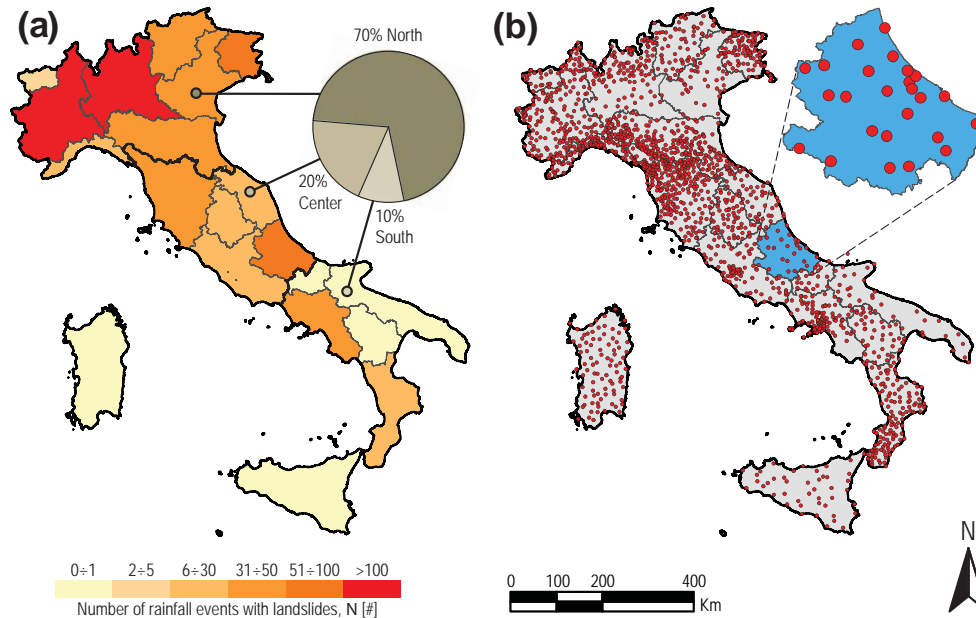 (a)
70% North
20%
Center
10%
South
0÷1 2÷5 6÷30 31÷50 51÷100 >100
Number of rainfall events with landslides, N [#]
(b)
0 100 200 400
Km
N